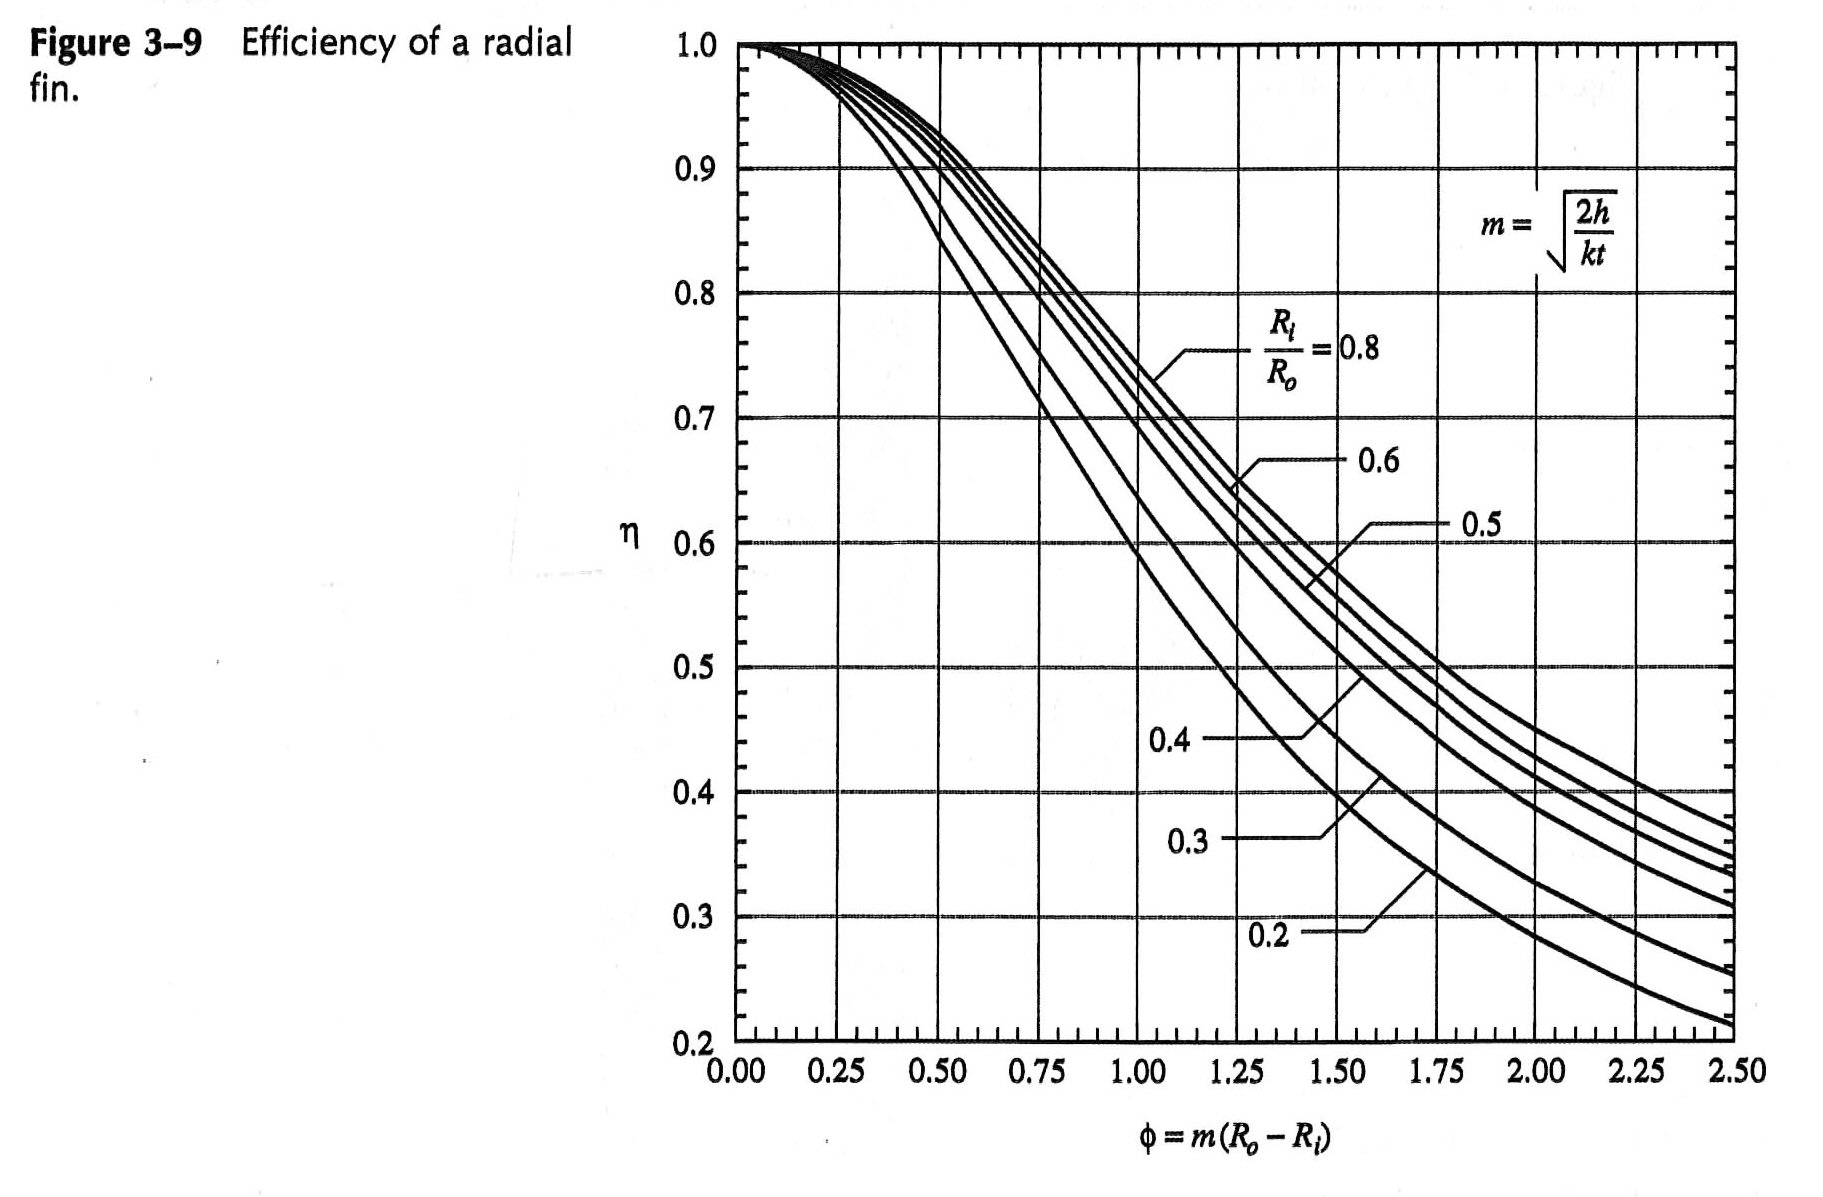 Figure 3–9 Efficiency of a radial
fin.
1.0
0.9
0.8
0.7
0.6
0.5
0.4
0.3
0.2
η
m = √(2h/kt)
R_i/R_o = 0.8
0.6
0.5
0.4
0.3
0.2
0.00 0.25 0.50 0.75 1.00 1.25 1.50 1.75 2.00 2.25 2.50
ϕ = m(R_o − R_i)